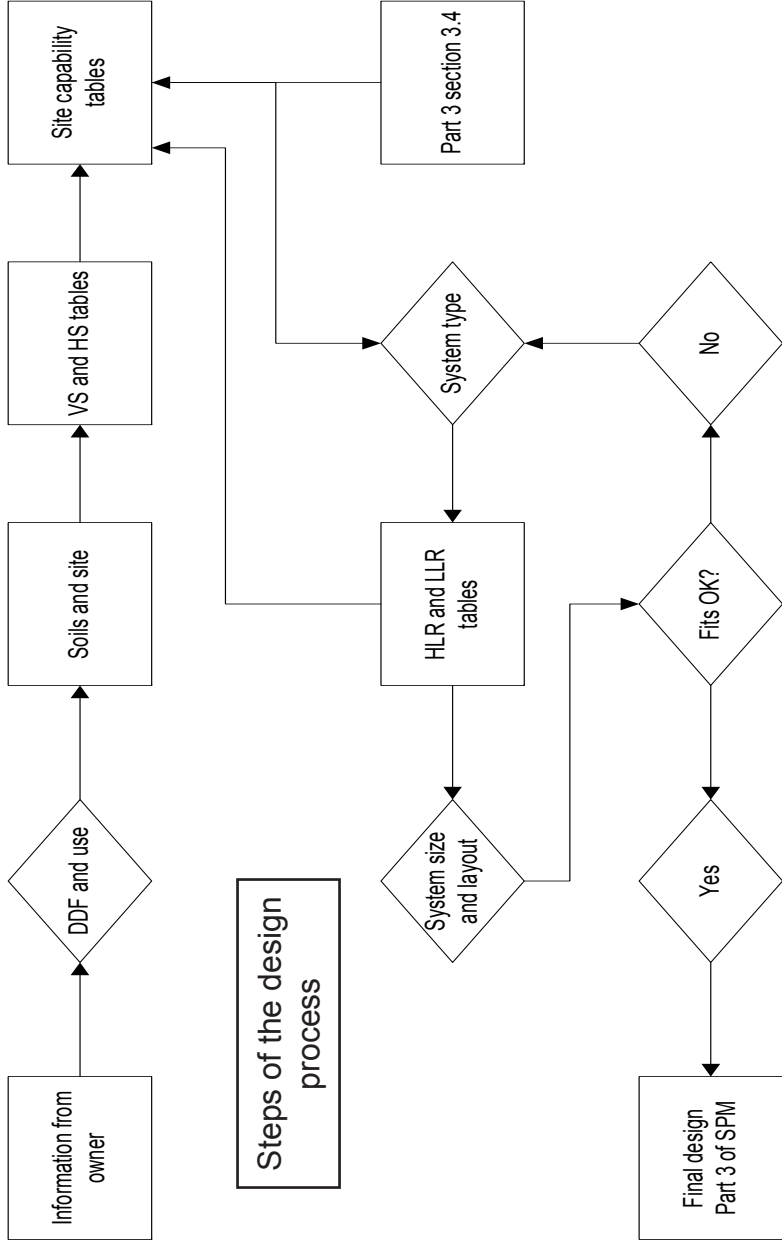 Information from
owner
DDF and use
Soils and site
VS and HS tables
Site capability
tables
Steps of the design
process
System size
and layout
HLR and LLR
tables
System type
Part 3 section 3.4
Final design
Part 3 of SPM
Yes
Fits OK?
No